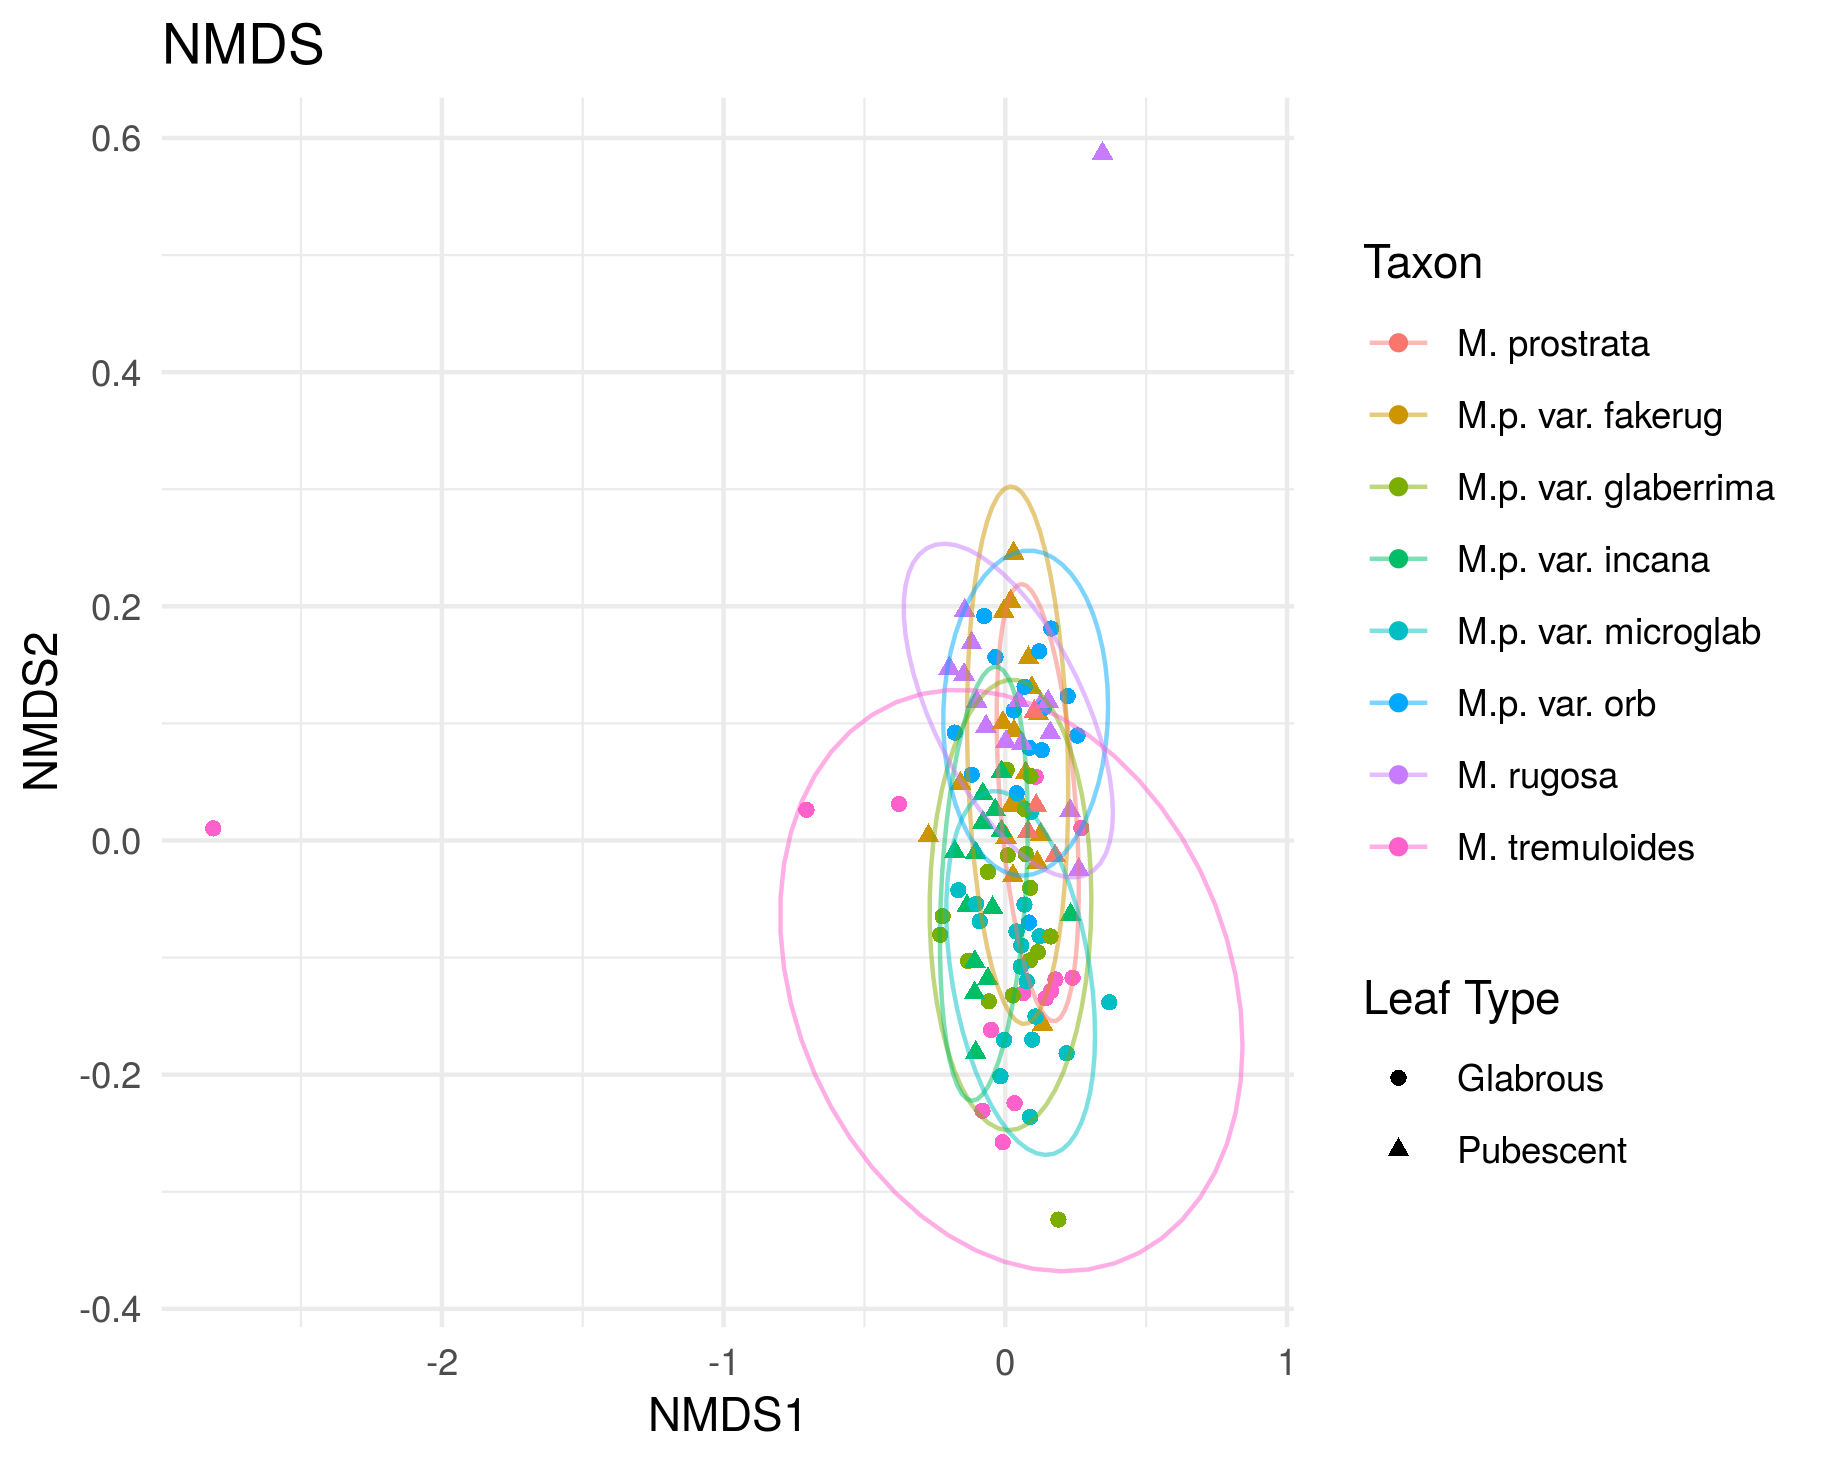 NMDS
0.6
0.4
0.2
0.0
-0.2
-0.4
NMDS2
-2
-1
0
1
NMDS1
Taxon
M. prostrata
M.p. var. fakerug
M.p. var. glaberrima
M.p. var. incana
M.p. var. microglab
M.p. var. orb
M. rugosa
M. tremuloides
Leaf Type
Glabrous
Pubescent